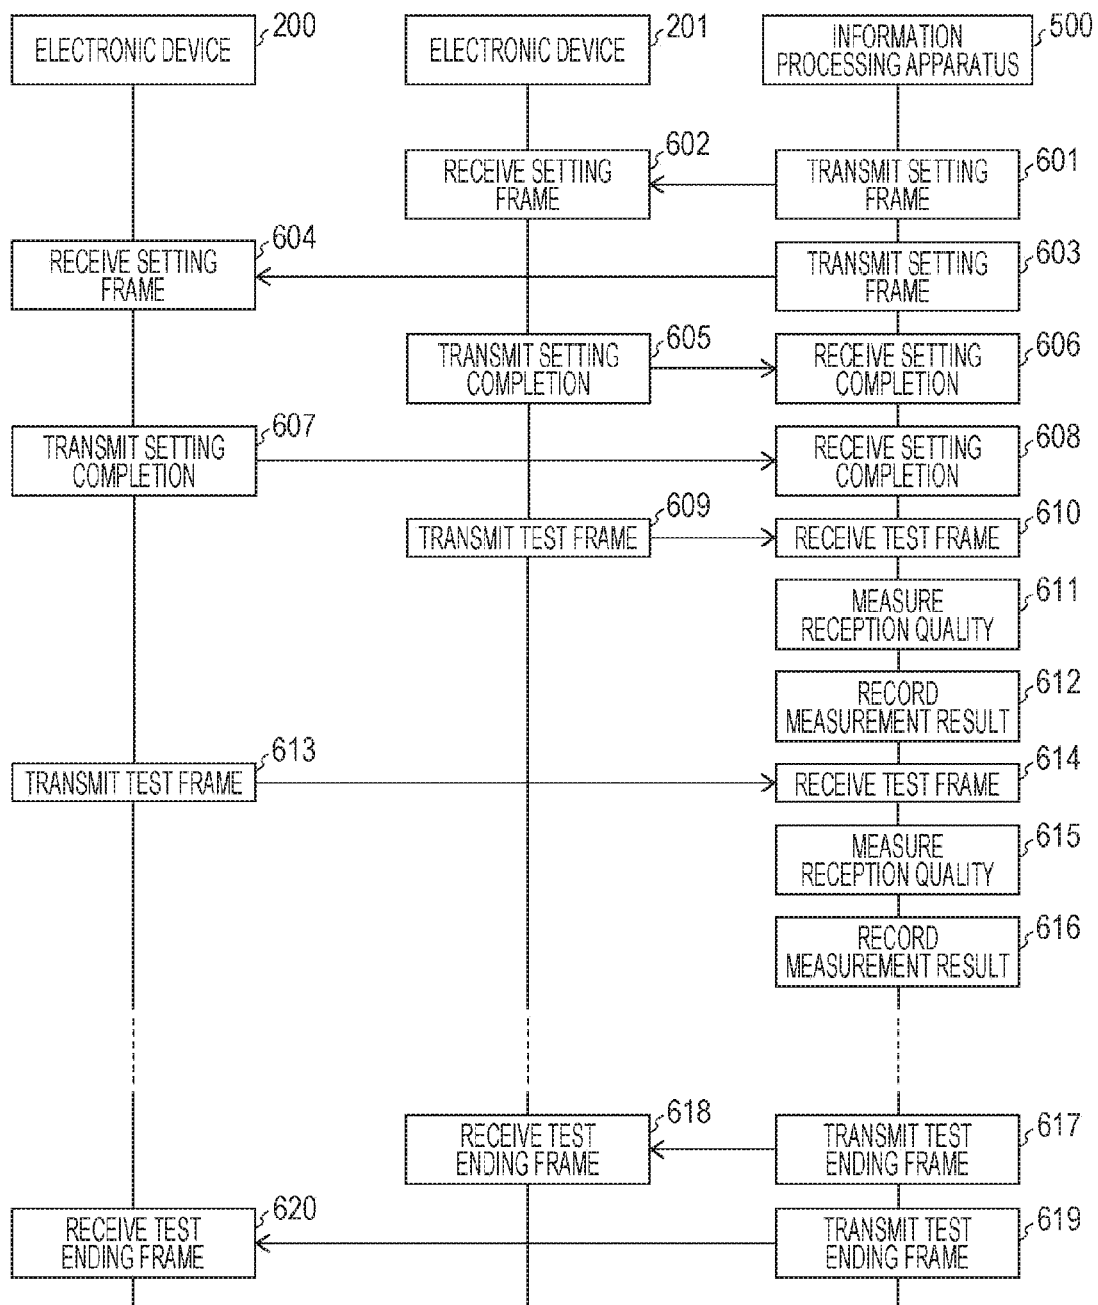 200
ELECTRONIC DEVICE
201
ELECTRONIC DEVICE
500
INFORMATION
PROCESSING APPARATUS
602
RECEIVE SETTING
FRAME
601
TRANSMIT SETTING
FRAME
604
RECEIVE SETTING
FRAME
603
TRANSMIT SETTING
FRAME
605
TRANSMIT SETTING
COMPLETION
606
RECEIVE SETTING
COMPLETION
607
TRANSMIT SETTING
COMPLETION
608
RECEIVE SETTING
COMPLETION
609
TRANSMIT TEST FRAME
610
RECEIVE TEST FRAME
611
MEASURE
RECEPTION QUALITY
612
RECORD
MEASUREMENT RESULT
613
TRANSMIT TEST FRAME
614
RECEIVE TEST FRAME
615
MEASURE
RECEPTION QUALITY
616
RECORD
MEASUREMENT RESULT
618
RECEIVE TEST
ENDING FRAME
617
TRANSMIT TEST
ENDING FRAME
620
RECEIVE TEST
ENDING FRAME
619
TRANSMIT TEST
ENDING FRAME